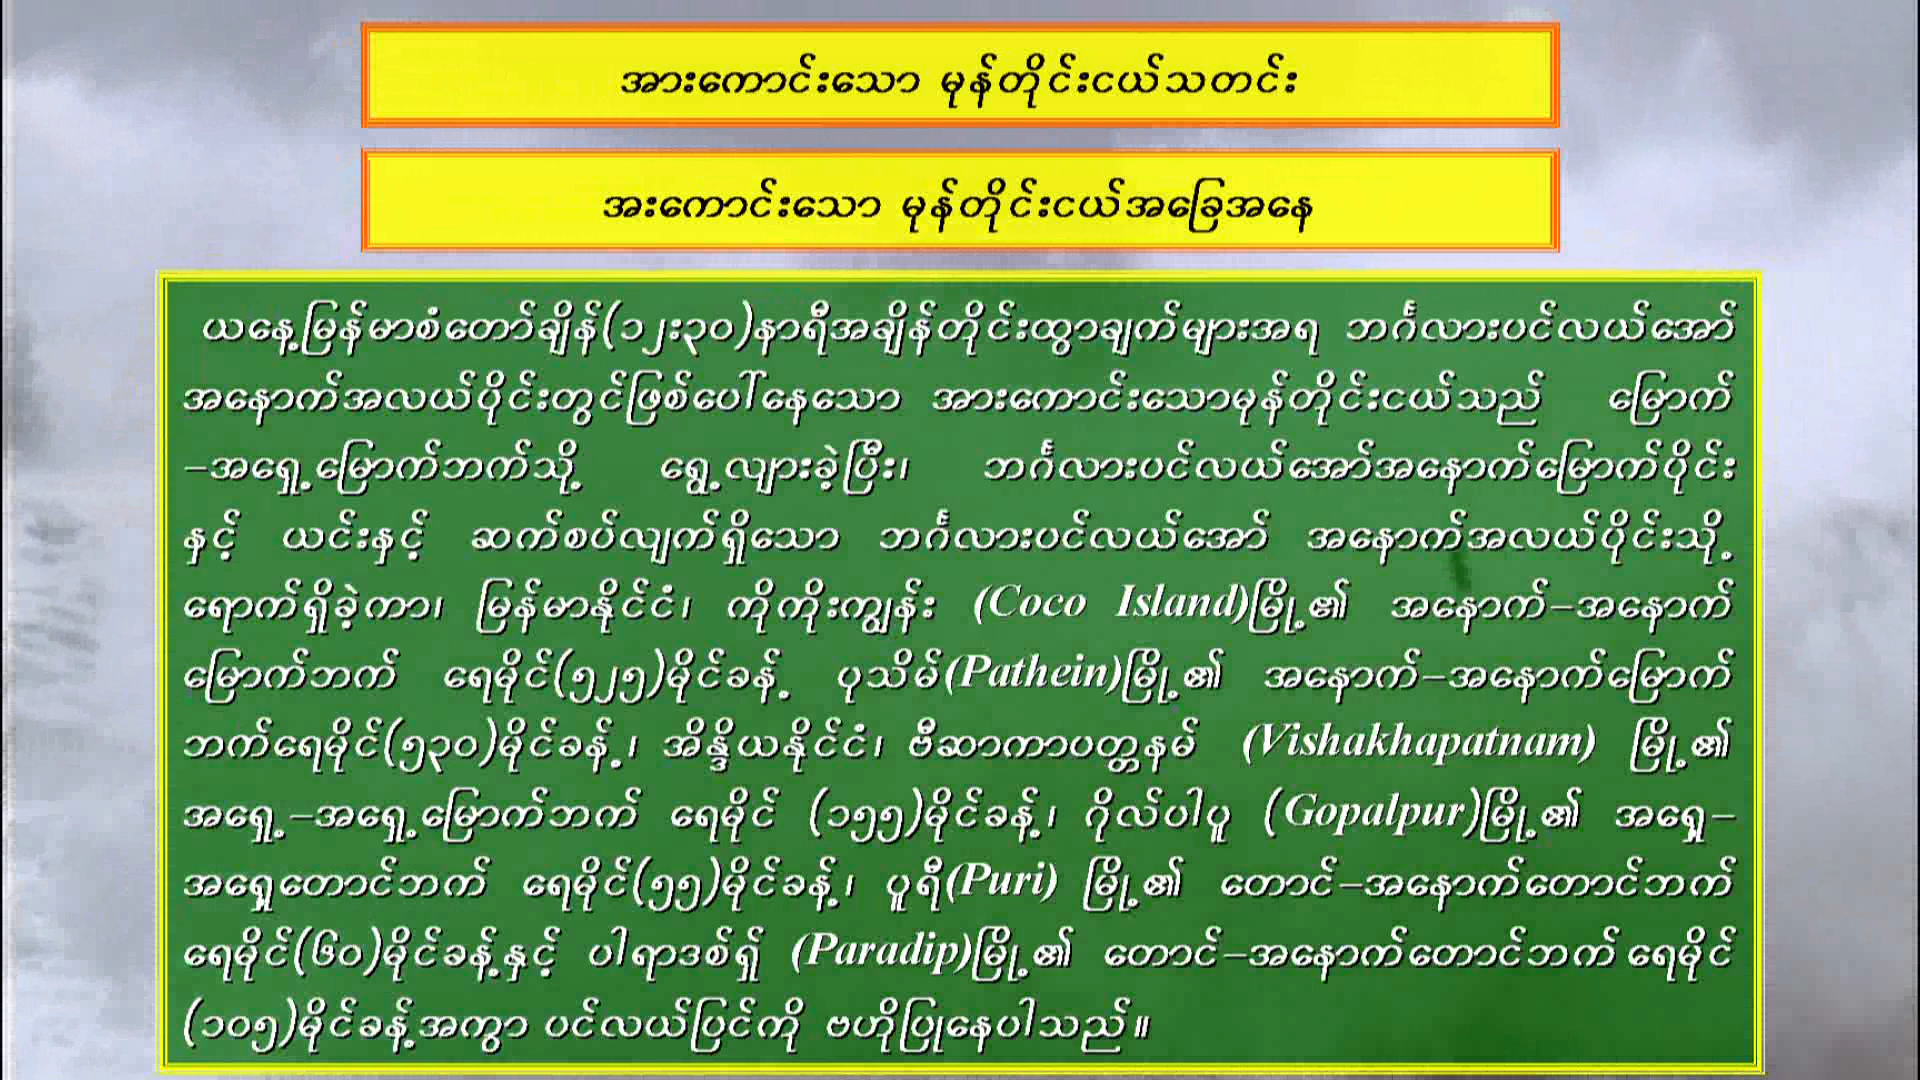 အားကောင်းသော မုန်တိုင်းငယ်သတင်း
အးကောင်းသော မုန်တိုင်းငယ်အခြေအနေ
ယနေ့မြန်မာစံတော်ချိန်(၁၂း၃၀)နာရီအချိန်တိုင်းထွာချက်များအရ ဘင်္ဂလားပင်လယ်အော်
အနောက်အလယ်ပိုင်းတွင်ဖြစ်ပေါ်နေသော အားကောင်းသောမုန်တိုင်းငယ်သည် မြောက်
–အရှေ့မြောက်ဘက်သို့ ရွေ့လျားခဲ့ပြီး၊ ဘင်္ဂလားပင်လယ်အော်အနောက်မြောက်ပိုင်း
နှင့် ယင်းနှင့် ဆက်စပ်လျက်ရှိသော ဘင်္ဂလားပင်လယ်အော် အနောက်အလယ်ပိုင်းသို့
ရောက်ရှိခဲ့ကာ၊ မြန်မာနိုင်ငံ၊ ကိုကိုးကျွန်း (Coco Island)မြို့၏ အနောက်–အနောက်
မြောက်ဘက် ရေမိုင်(၅၂၅)မိုင်ခန့် ပုသိမ်(Pathein)မြို့၏ အနောက်–အနောက်မြောက်
ဘက်ရေမိုင်(၅၃၀)မိုင်ခန့်၊ အိန္ဒိယနိုင်ငံ၊ ဗီဆာကာပတ္တနမ် (Vishakhapatnam) မြို့၏
အရှေ့–အရှေ့မြောက်ဘက် ရေမိုင် (၁၅၅)မိုင်ခန့်၊ ဂိုလ်ပါပူ (Gopalpur)မြို့၏ အရှေ–
အရှေတောင်ဘက် ရေမိုင်(၅၅)မိုင်ခန့်၊ ပူရီ(Puri) မြို့၏ တောင်–အနောက်တောင်ဘက်
ရေမိုင်(၆၀)မိုင်ခန့်နှင့် ပါရာဒစ်ရှ် (Paradip)မြို့၏ တောင်–အနောက်တောင်ဘက် ရေမိုင်
(၁၀၅)မိုင်ခန့်အကွာ ပင်လယ်ပြင်ကို ဗဟိုပြုနေပါသည်။